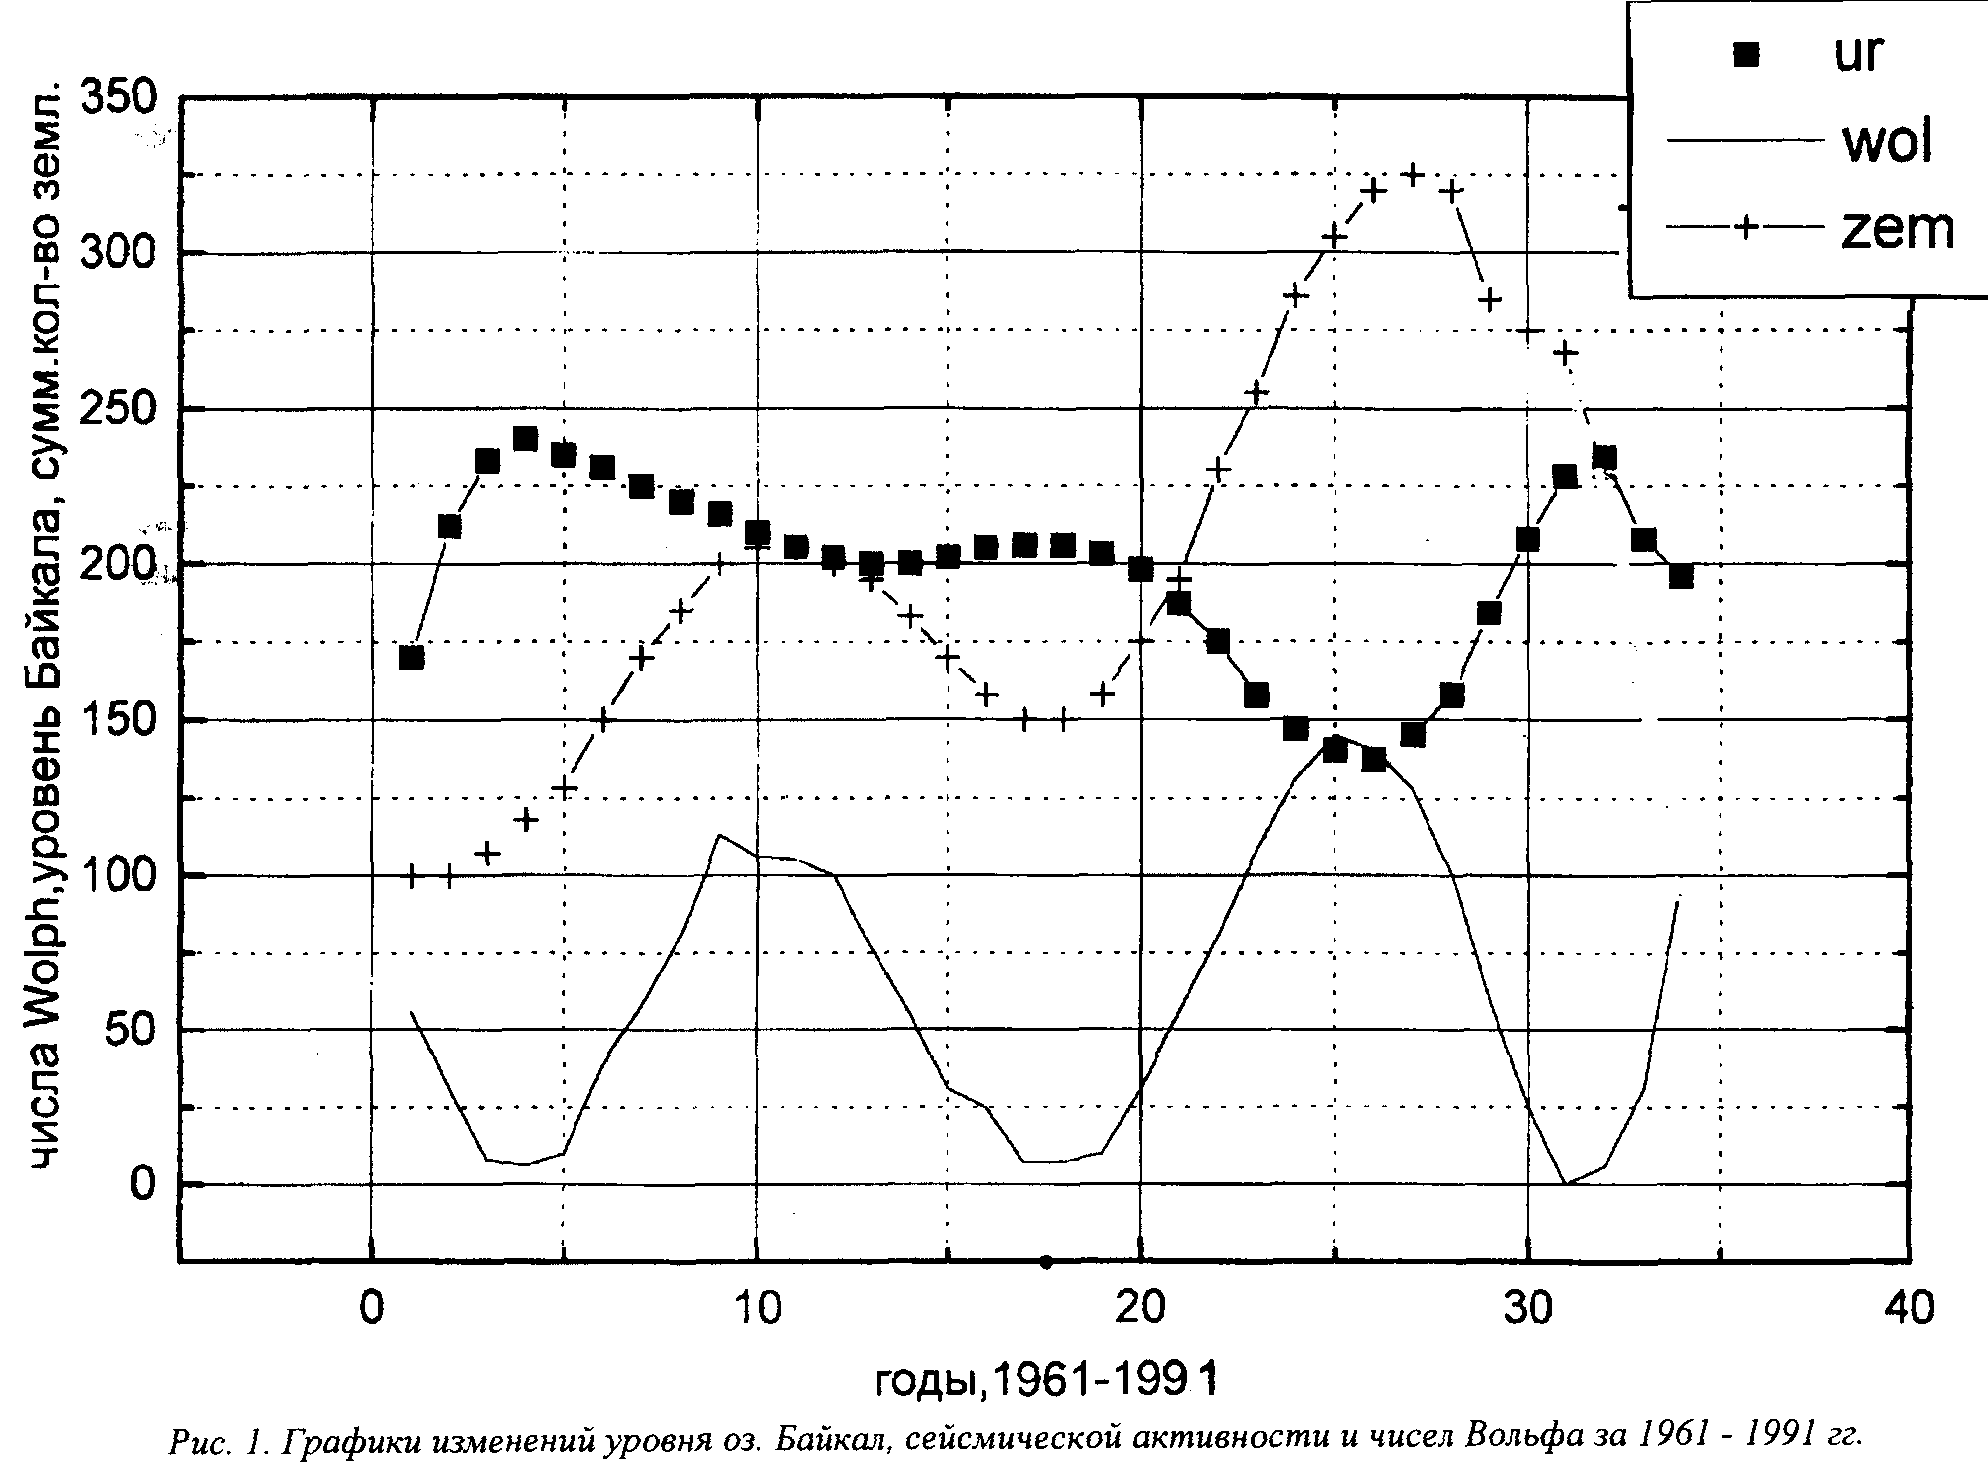 ur
wol
zem
числа Wolph,уровень Байкала, сумм.кол-во земл.
350
300
250
200
150
100
50
0
0 10 20 30 40
годы,1961-1991
Рис. 1. Графики изменений уровня оз. Байкал, сейсмической активности и чисел Вольфа за 1961 - 1991 гг.